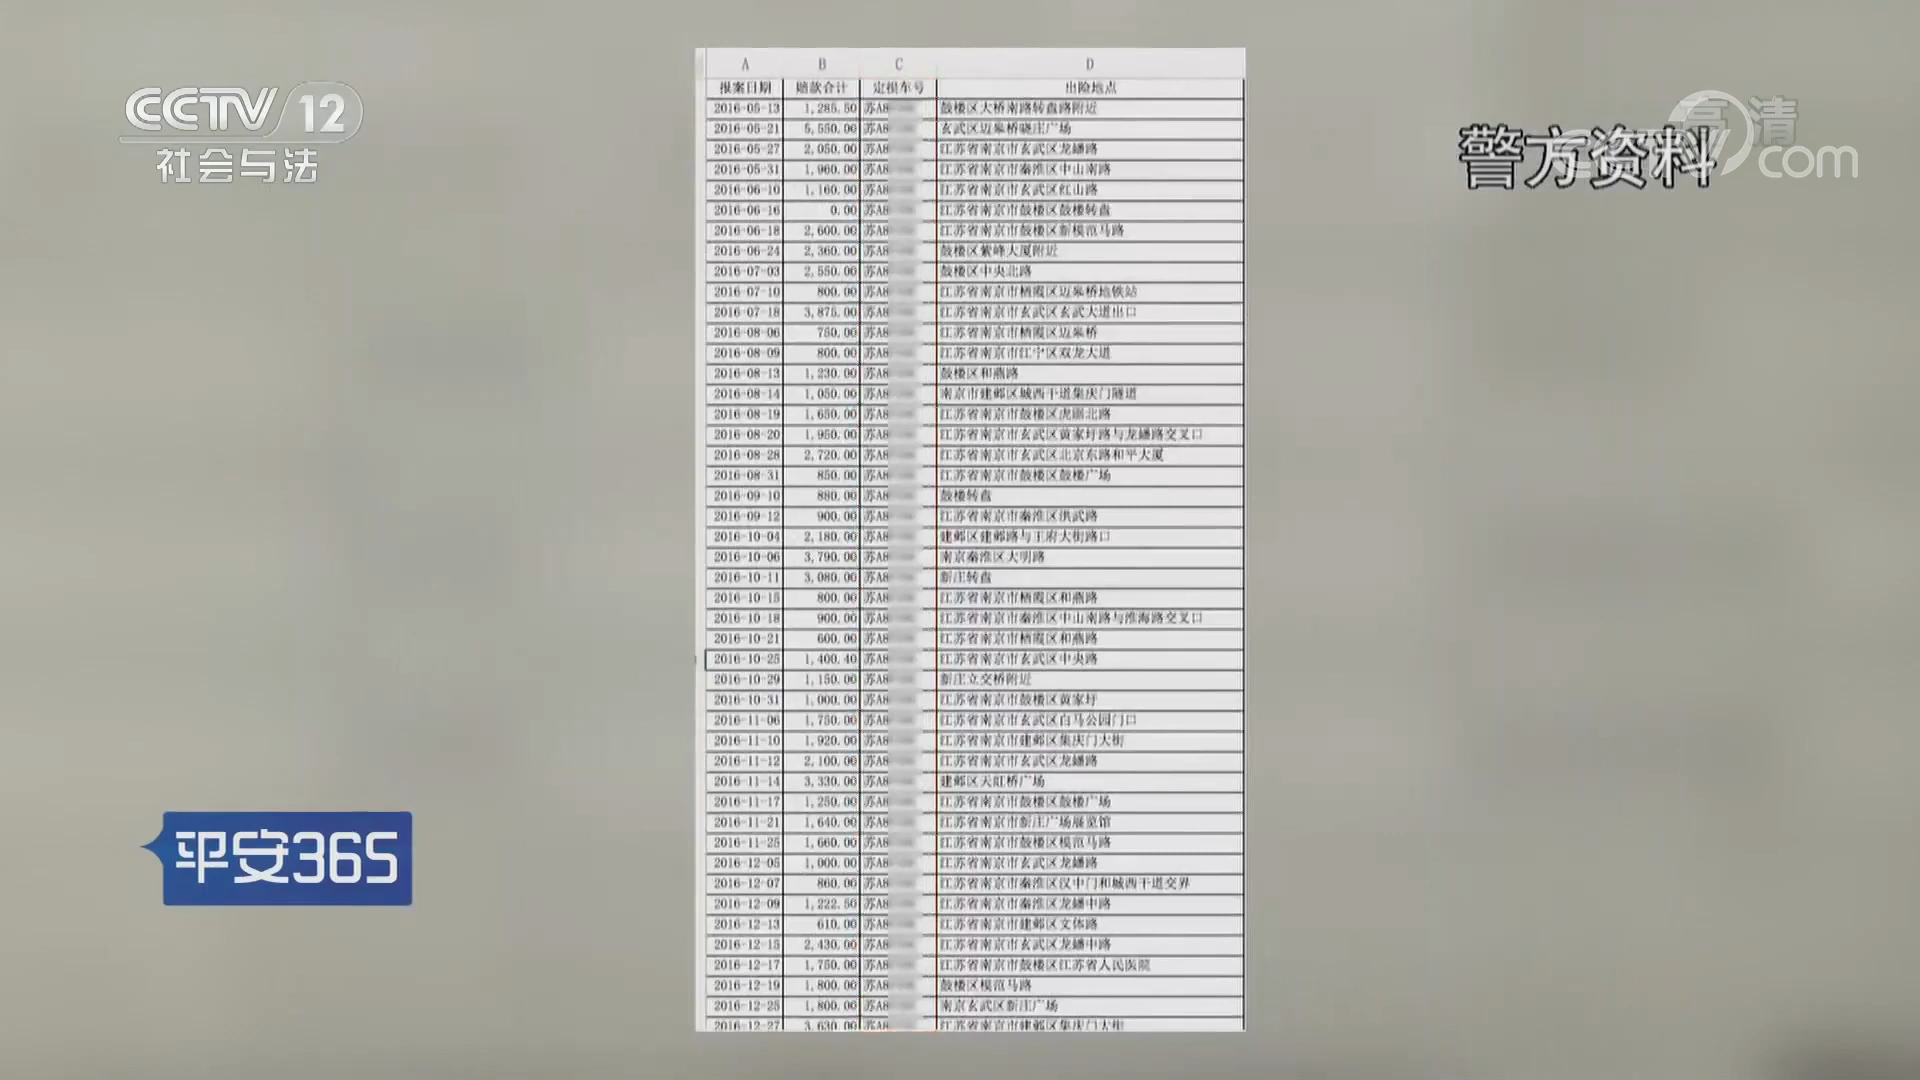 CCTV 12
社会与法
高清
com
警方资料
A B C D
报案日期 赔款合计 定损车号 出险地点
2016-05-13 1,285.50 苏A8 鼓楼区大桥南路转盘路附近
2016-05-21 5,550.00 苏A8 玄武区迈皋桥晓庄广场
2016-05-27 2,050.00 苏A8 江苏省南京市玄武区龙蟠路
2016-05-31 1,960.00 苏A8 江苏省南京市秦淮区中山南路
2016-06-10 1,160.00 苏A8 江苏省南京市玄武区红山路
2016-06-16 0.00 苏A8 江苏省南京市鼓楼区鼓楼转盘
2016-06-18 2,600.00 苏A8 江苏省南京市鼓楼区新模范马路
2016-06-24 2,360.00 苏A8 鼓楼区紫峰大厦附近
2016-07-03 2,550.00 苏A8 鼓楼区中央北路
2016-07-10 800.00 苏A8 江苏省南京市栖霞区迈皋桥地铁站
2016-07-18 3,875.00 苏A8 江苏省南京市玄武区玄武大道出口
2016-08-06 750.00 苏A8 江苏省南京市栖霞区迈皋桥
2016-08-09 800.00 苏A8 江苏省南京市江宁区双龙大道
2016-08-13 1,230.00 苏A8 鼓楼区和燕路
2016-08-14 1,050.00 苏A8 南京市建邺区城西干道集庆门隧道
2016-08-19 1,650.00 苏A8 江苏省南京市鼓楼区虎踞北路
2016-08-20 1,950.00 苏A8 江苏省南京市玄武区黄家圩路与龙蟠路交叉口
2016-08-28 2,720.00 苏A8 江苏省南京市玄武区北京东路和平大厦
2016-08-31 850.00 苏A8 江苏省南京市鼓楼区鼓楼广场
2016-09-10 880.00 苏A8 鼓楼转盘
2016-09-12 900.00 苏A8 江苏省南京市秦淮区洪武路
2016-10-04 2,180.00 苏A8 建邺区建邺路与王府大街路口
2016-10-06 3,790.00 苏A8 南京秦淮区大明路
2016-10-11 3,080.00 苏A8 新庄转盘
2016-10-15 800.00 苏A8 江苏省南京市栖霞区和燕路
2016-10-18 900.00 苏A8 江苏省南京市秦淮区中山南路与淮海路交叉口
2016-10-21 600.00 苏A8 江苏省南京市栖霞区和燕路
2016-10-25 1,400.40 苏A8 江苏省南京市玄武区中央路
2016-10-29 1,150.00 苏A8 新庄立交桥附近
2016-10-31 1,000.00 苏A8 江苏省南京市鼓楼区黄家圩
2016-11-06 1,750.00 苏A8 江苏省南京市玄武区白马公园门口
2016-11-10 1,920.00 苏A8 江苏省南京市建邺区集庆门大街
2016-11-12 2,100.00 苏A8 江苏省南京市玄武区龙蟠路
2016-11-14 3,330.00 苏A8 建邺区天虹桥广场
2016-11-17 1,250.00 苏A8 江苏省南京市鼓楼区鼓楼广场
2016-11-21 1,640.00 苏A8 江苏省南京市新庄广场展览馆
2016-11-25 1,660.00 苏A8 江苏省南京市鼓楼区模范马路
2016-12-05 1,000.00 苏A8 江苏省南京市玄武区龙蟠路
2016-12-07 860.00 苏A8 江苏省南京市秦淮区汉中门和城西干道交界
2016-12-09 1,222.50 苏A8 江苏省南京市秦淮区龙蟠中路
2016-12-13 610.00 苏A8 江苏省南京市建邺区文体路
2016-12-15 2,430.00 苏A8 江苏省南京市玄武区龙蟠中路
2016-12-17 1,750.00 苏A8 江苏省南京市鼓楼区江苏省人民医院
2016-12-19 1,800.00 苏A8 鼓楼区模范马路
2016-12-25 1,800.00 苏A8 南京玄武区新庄广场
2016-12-27 3,630.00 苏A8 江苏省南京市建邺区集庆门大街
平安365